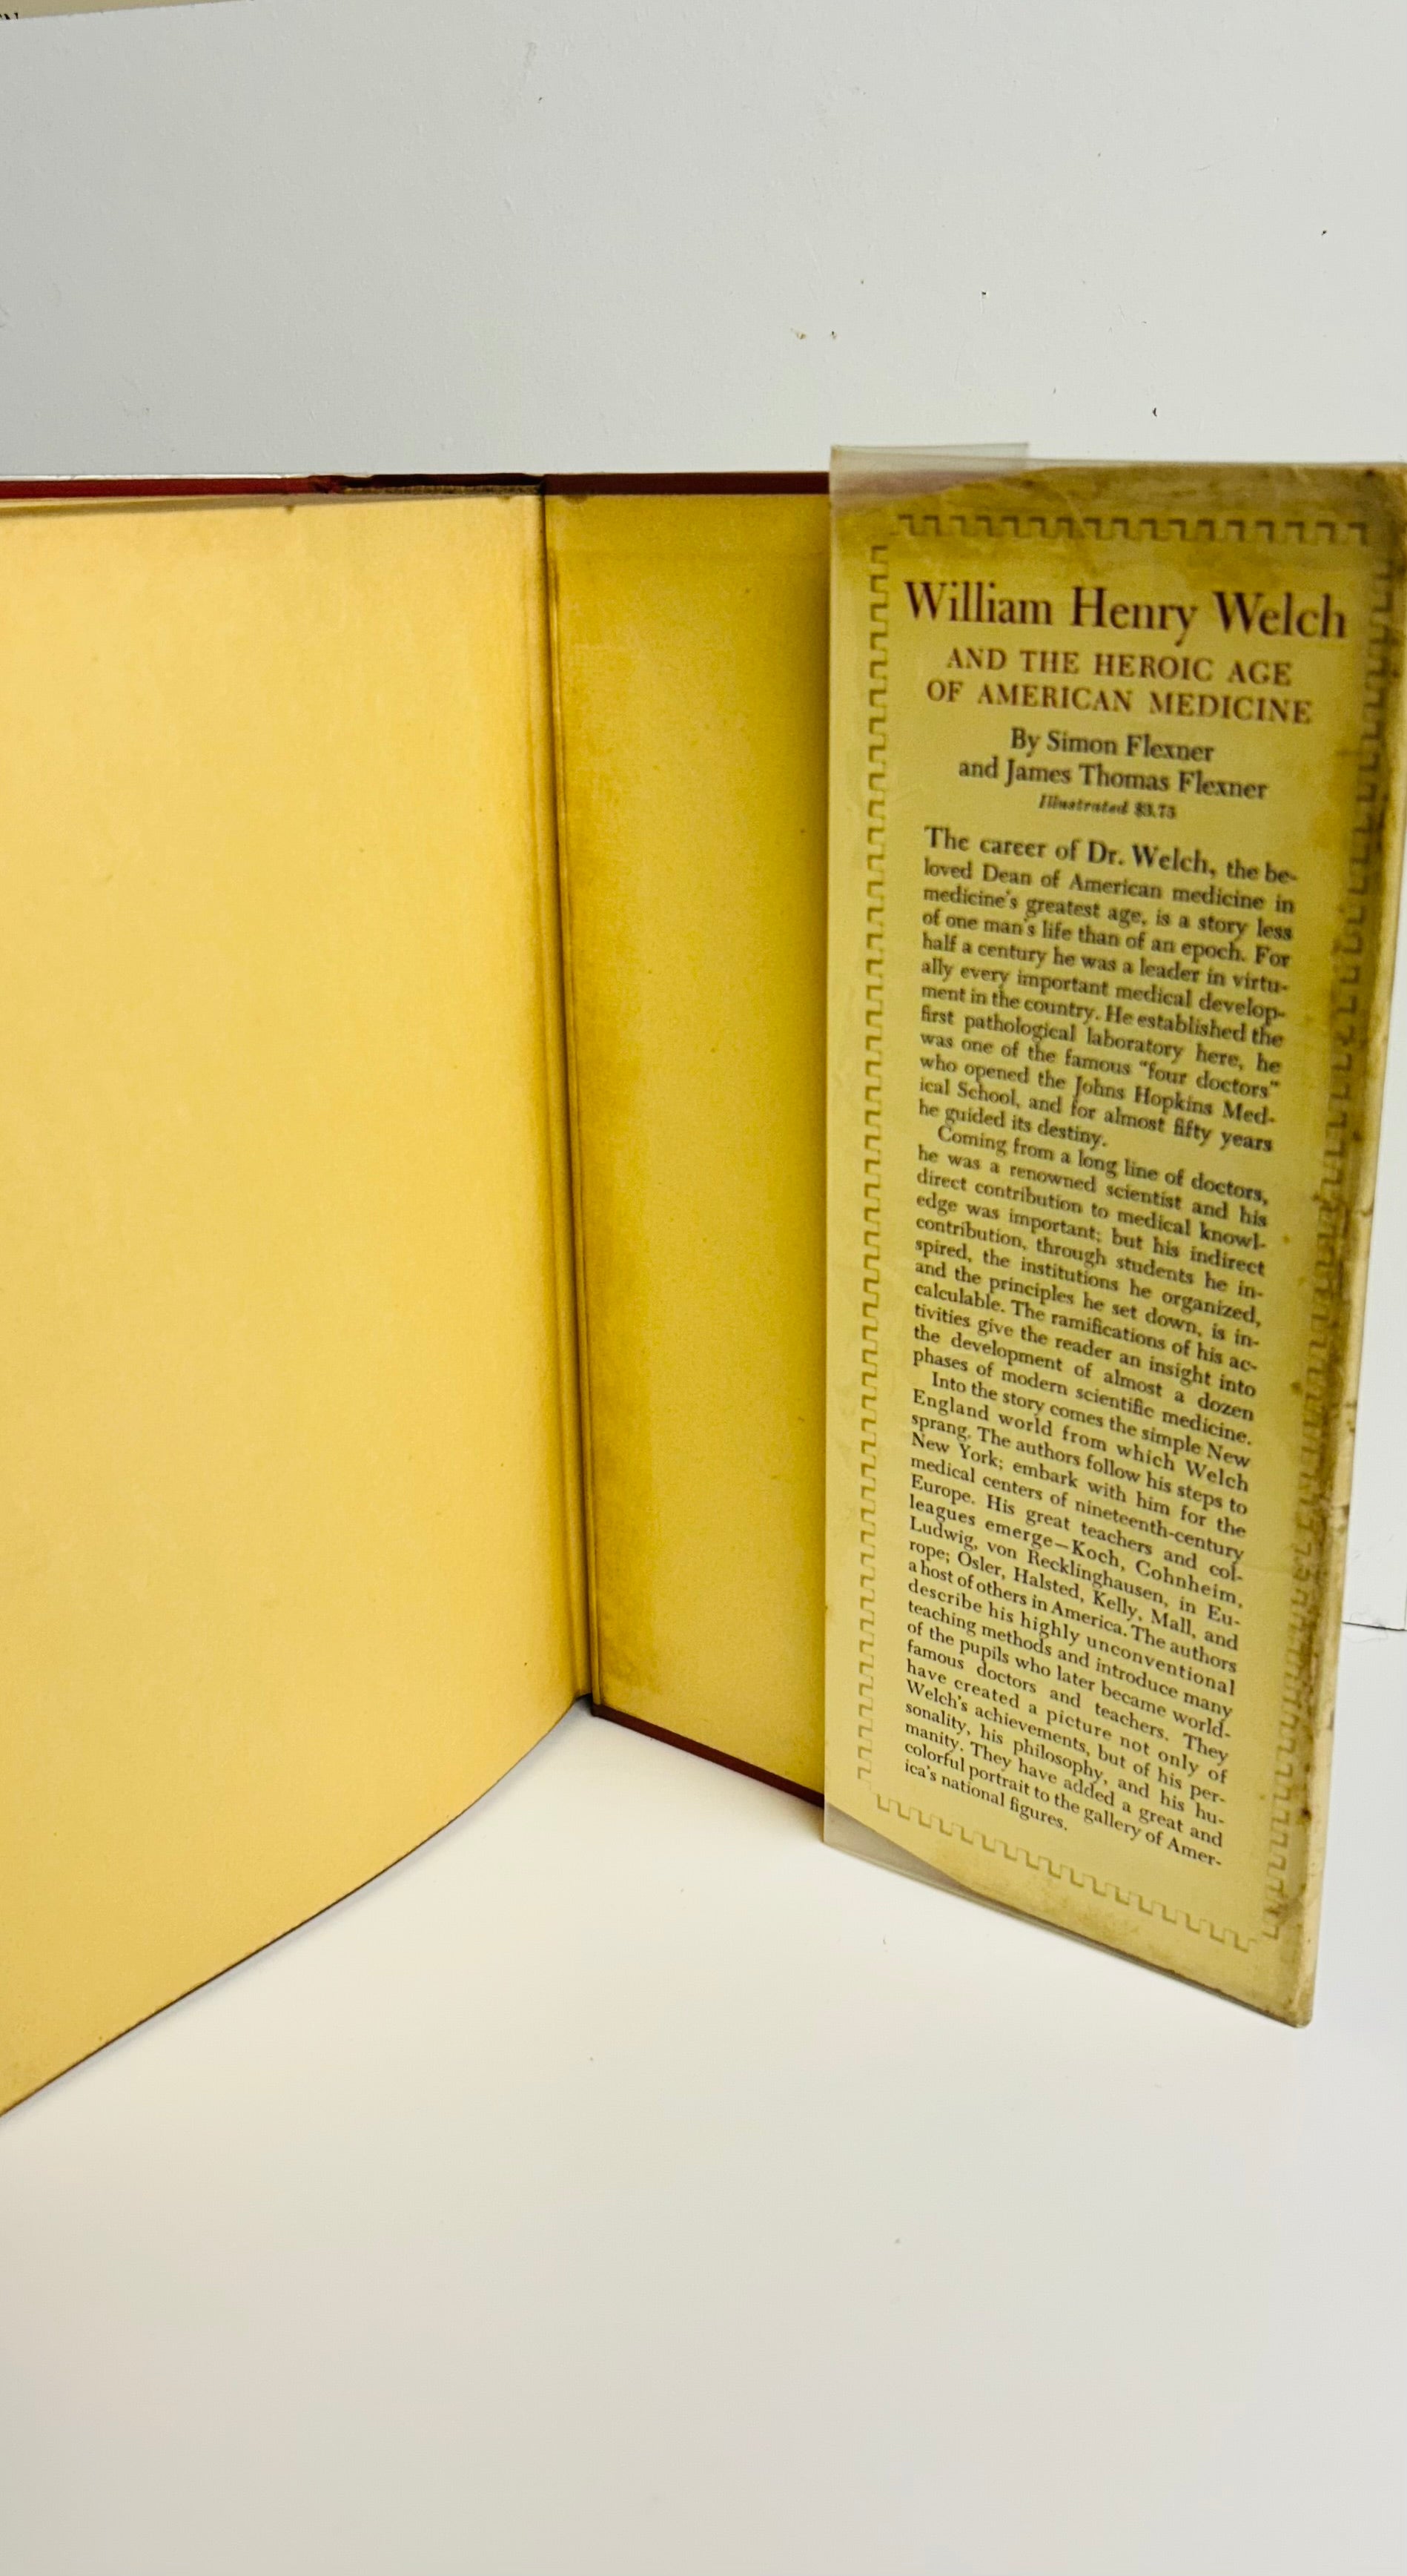 William Henry Welch
AND THE HEROIC AGE
OF AMERICAN MEDICINE
By Simon Flexner
and James Thomas Flexner
Illustrated $3.75
The career of Dr. Welch, the be-
loved Dean of American medicine in
medicine's greatest age, is a story less
of one man's life than of an epoch. For
half a century he was a leader in virtu-
ally every important medical develop-
ment in the country. He established the
first pathological laboratory here, he
was one of the famous "four doctors"
who opened the Johns Hopkins Med-
ical School, and for almost fifty years
he guided its destiny.
Coming from a long line of doctors,
he was a renowned scientist and his
direct contribution to medical knowl-
edge was important; but his indirect
contribution, through students he in-
spired, the institutions he organized,
and the principles he set down, is in-
calculable. The ramifications of his ac-
tivities give the reader an insight into
the development of almost a dozen
phases of modern scientific medicine.
Into the story comes the simple New
England world from which Welch
sprang. The authors follow his steps to
New York; embark with him for the
medical centers of nineteenth-century
Europe. His great teachers and col-
leagues emerge—Koch, Cohnheim,
Ludwig, von Recklinghausen, in Eu-
rope; Osler, Halsted, Kelly, Mall, and
a host of others in America. The authors
describe his highly unconventional
teaching methods and introduce many
of the pupils who later became world-
famous doctors and teachers. They
have created a picture not only of
Welch's achievements, but of his per-
sonality, his philosophy, and his hu-
manity. They have added a great and
colorful portrait to the gallery of Amer-
ica's national figures.